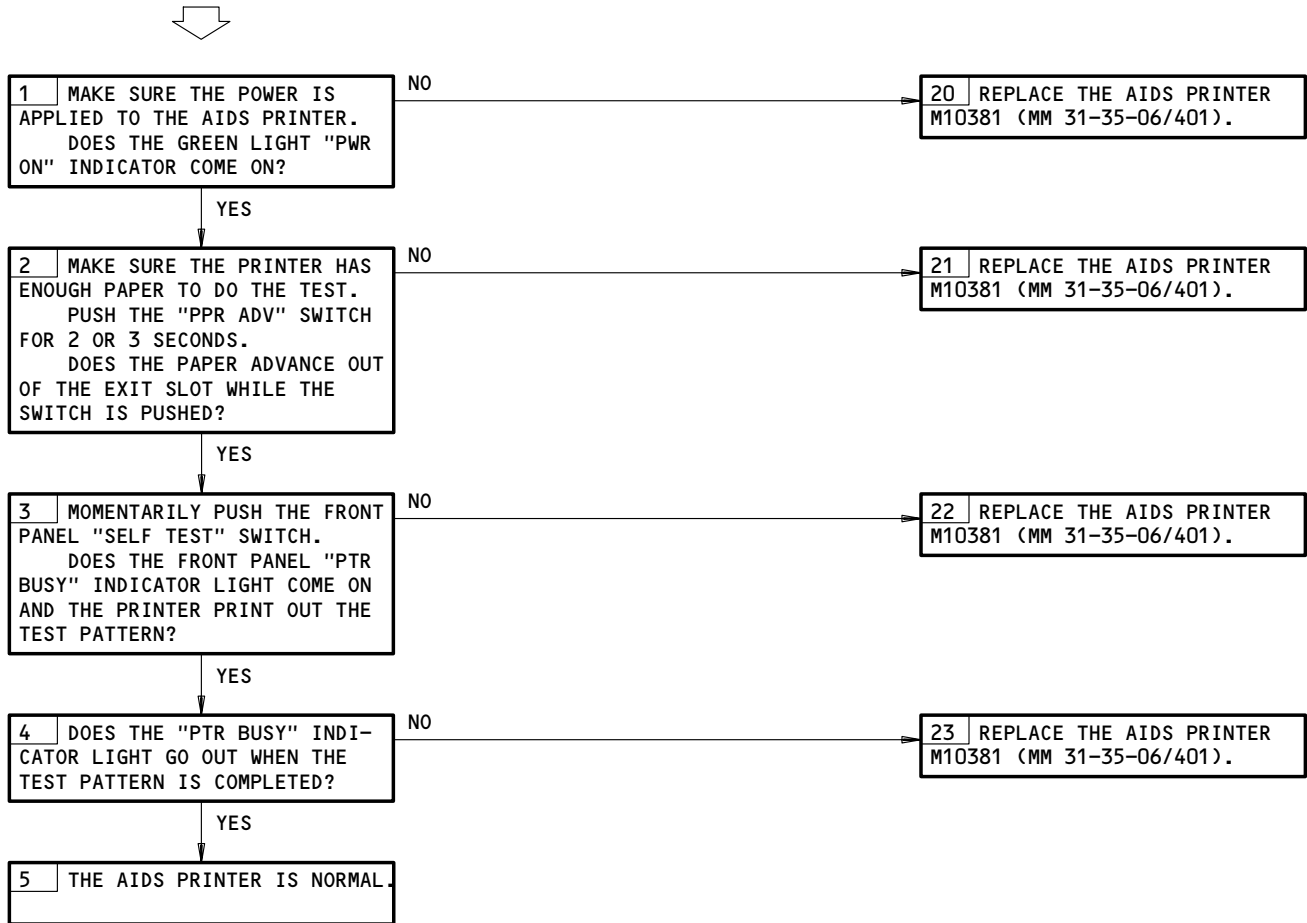 1 MAKE SURE THE POWER IS
APPLIED TO THE AIDS PRINTER.
DOES THE GREEN LIGHT "PWR
ON" INDICATOR COME ON?
NO
20 REPLACE THE AIDS PRINTER
M10381 (MM 31-35-06/401).
YES
2 MAKE SURE THE PRINTER HAS
ENOUGH PAPER TO DO THE TEST.
PUSH THE "PPR ADV" SWITCH
FOR 2 OR 3 SECONDS.
DOES THE PAPER ADVANCE OUT
OF THE EXIT SLOT WHILE THE
SWITCH IS PUSHED?
NO
21 REPLACE THE AIDS PRINTER
M10381 (MM 31-35-06/401).
YES
3 MOMENTARILY PUSH THE FRONT
PANEL "SELF TEST" SWITCH.
DOES THE FRONT PANEL "PTR
BUSY" INDICATOR LIGHT COME ON
AND THE PRINTER PRINT OUT THE
TEST PATTERN?
NO
22 REPLACE THE AIDS PRINTER
M10381 (MM 31-35-06/401).
YES
4 DOES THE "PTR BUSY" INDI-
CATOR LIGHT GO OUT WHEN THE
TEST PATTERN IS COMPLETED?
NO
23 REPLACE THE AIDS PRINTER
M10381 (MM 31-35-06/401).
YES
5 THE AIDS PRINTER IS NORMAL.